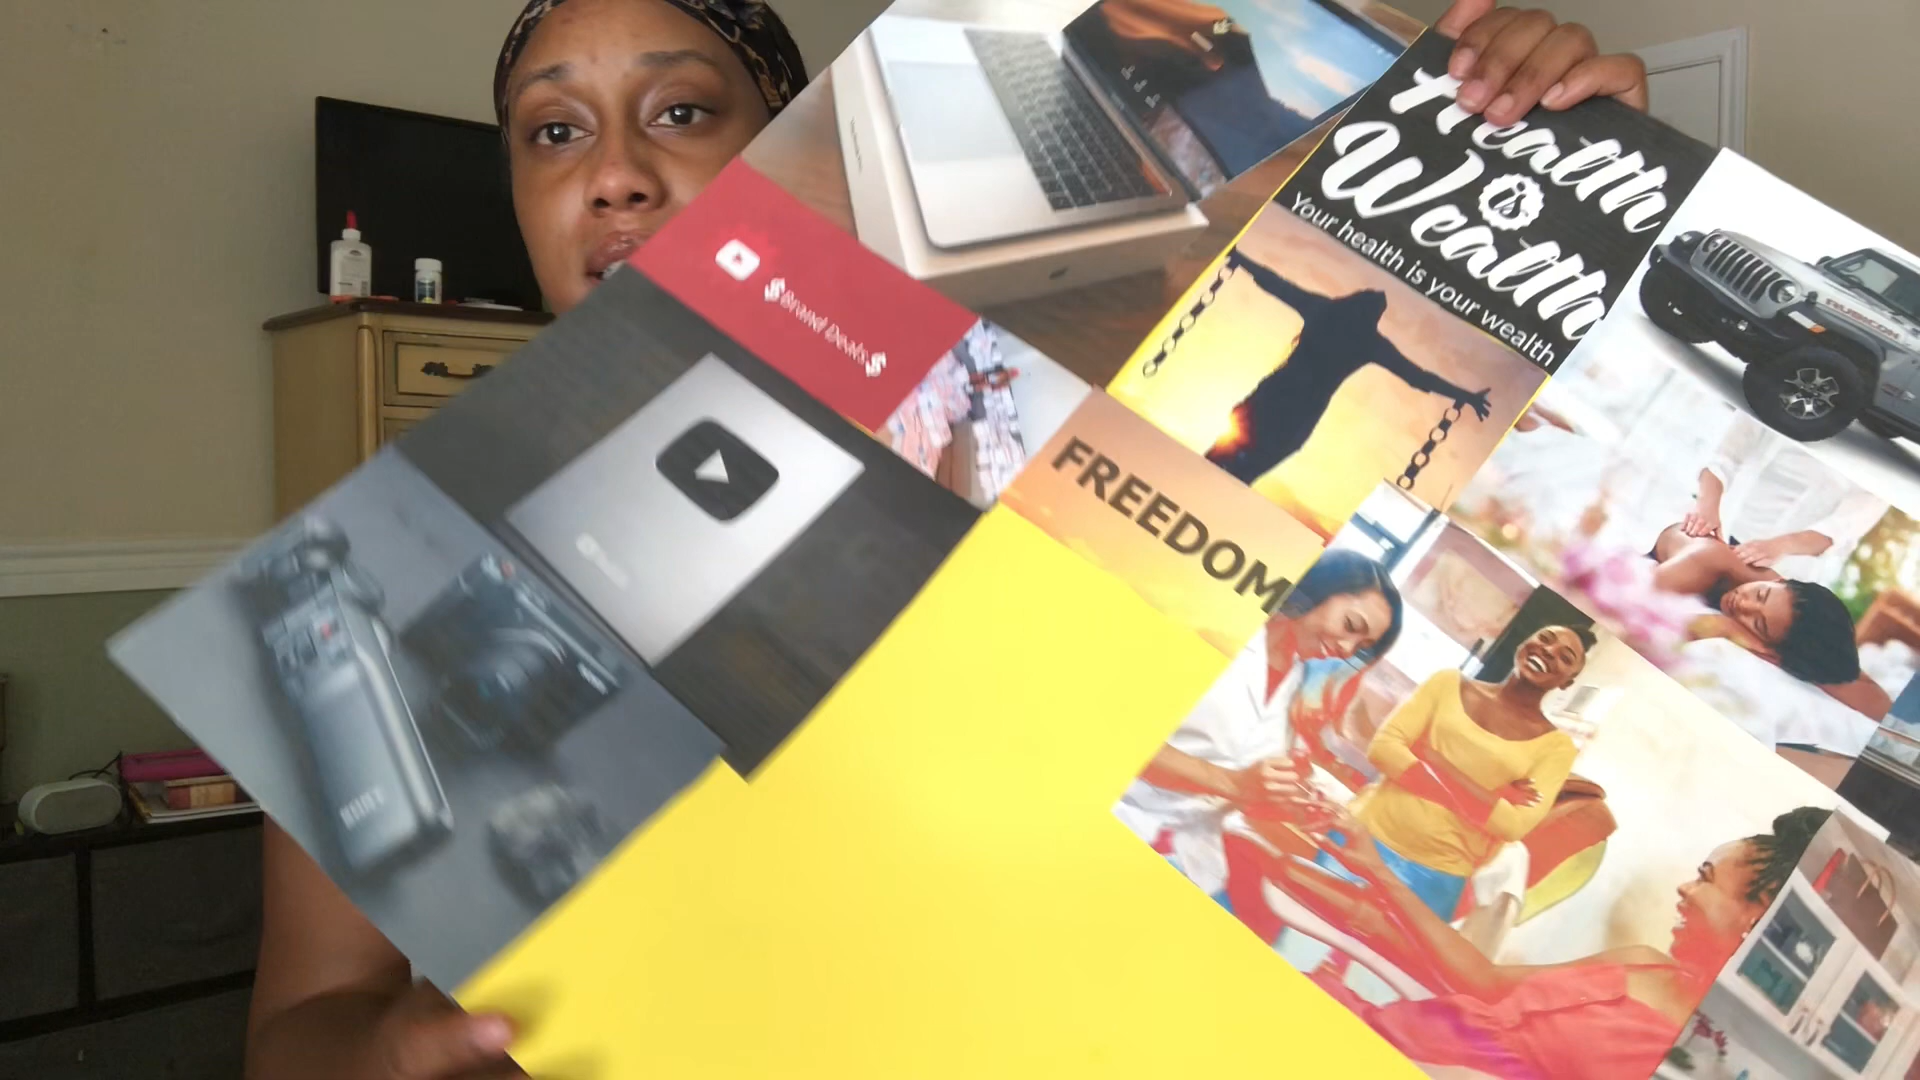 Health
is
Wealth
Your health is your wealth
$Brand Deals$
FREEDOM
RUBICON